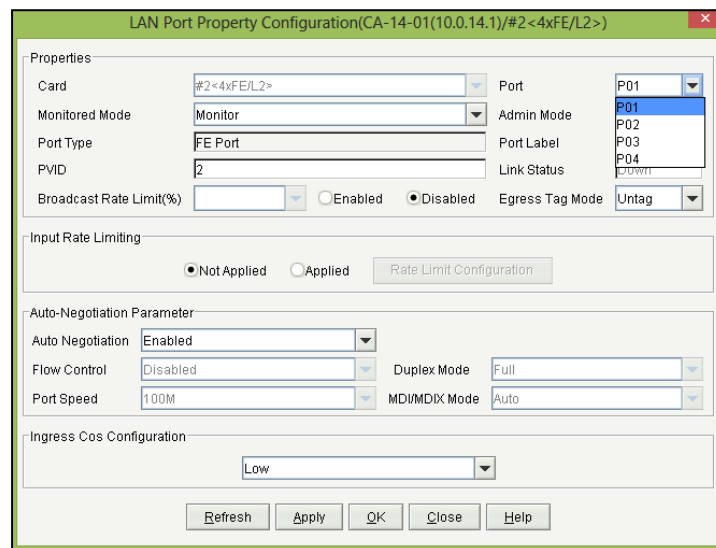 LAN Port Property Configuration(CA-14-01(10.0.14.1)/#2<4xFE/L2>)
Properties
Card #2<4xFE/L2> Port P01
Monitored Mode Monitor Admin Mode P01
P02
Port Type FE Port Port Label P03
P04
PVID 2 Link Status Down
Broadcast Rate Limit(%) Enabled Disabled Egress Tag Mode Untag
Input Rate Limiting
Not Applied Applied Rate Limit Configuration
Auto-Negotiation Parameter
Auto Negotiation Enabled
Flow Control Disabled Duplex Mode Full
Port Speed 100M MDI/MDIX Mode Auto
Ingress Cos Configuration
Low
Refresh Apply OK Close Help